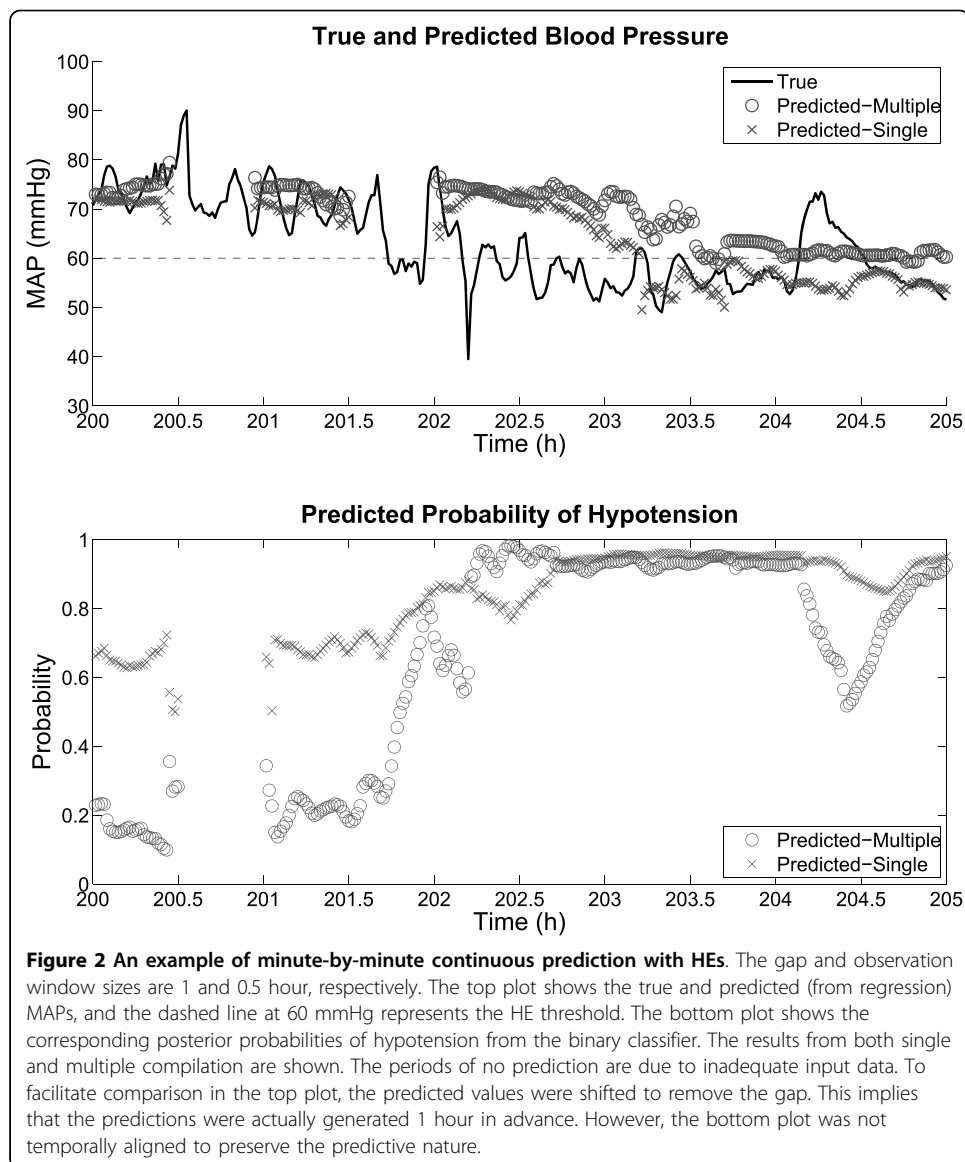 True and Predicted Blood Pressure
100
90
80
70
60
50
40
30
MAP (mmHg)
True
Predicted−Multiple
Predicted−Single
200 200.5 201 201.5 202 202.5 203 203.5 204 204.5 205
Time (h)
Predicted Probability of Hypotension
1
0.8
0.6
0.4
0.2
0
Probability
Predicted−Multiple
Predicted−Single
200 200.5 201 201.5 202 202.5 203 203.5 204 204.5 205
Time (h)
Figure 2 An example of minute-by-minute continuous prediction with HEs. The gap and observation
window sizes are 1 and 0.5 hour, respectively. The top plot shows the true and predicted (from regression)
MAPs, and the dashed line at 60 mmHg represents the HE threshold. The bottom plot shows the
corresponding posterior probabilities of hypotension from the binary classifier. The results from both single
and multiple compilation are shown. The periods of no prediction are due to inadequate input data. To
facilitate comparison in the top plot, the predicted values were shifted to remove the gap. This implies
that the predictions were actually generated 1 hour in advance. However, the bottom plot was not
temporally aligned to preserve the predictive nature.